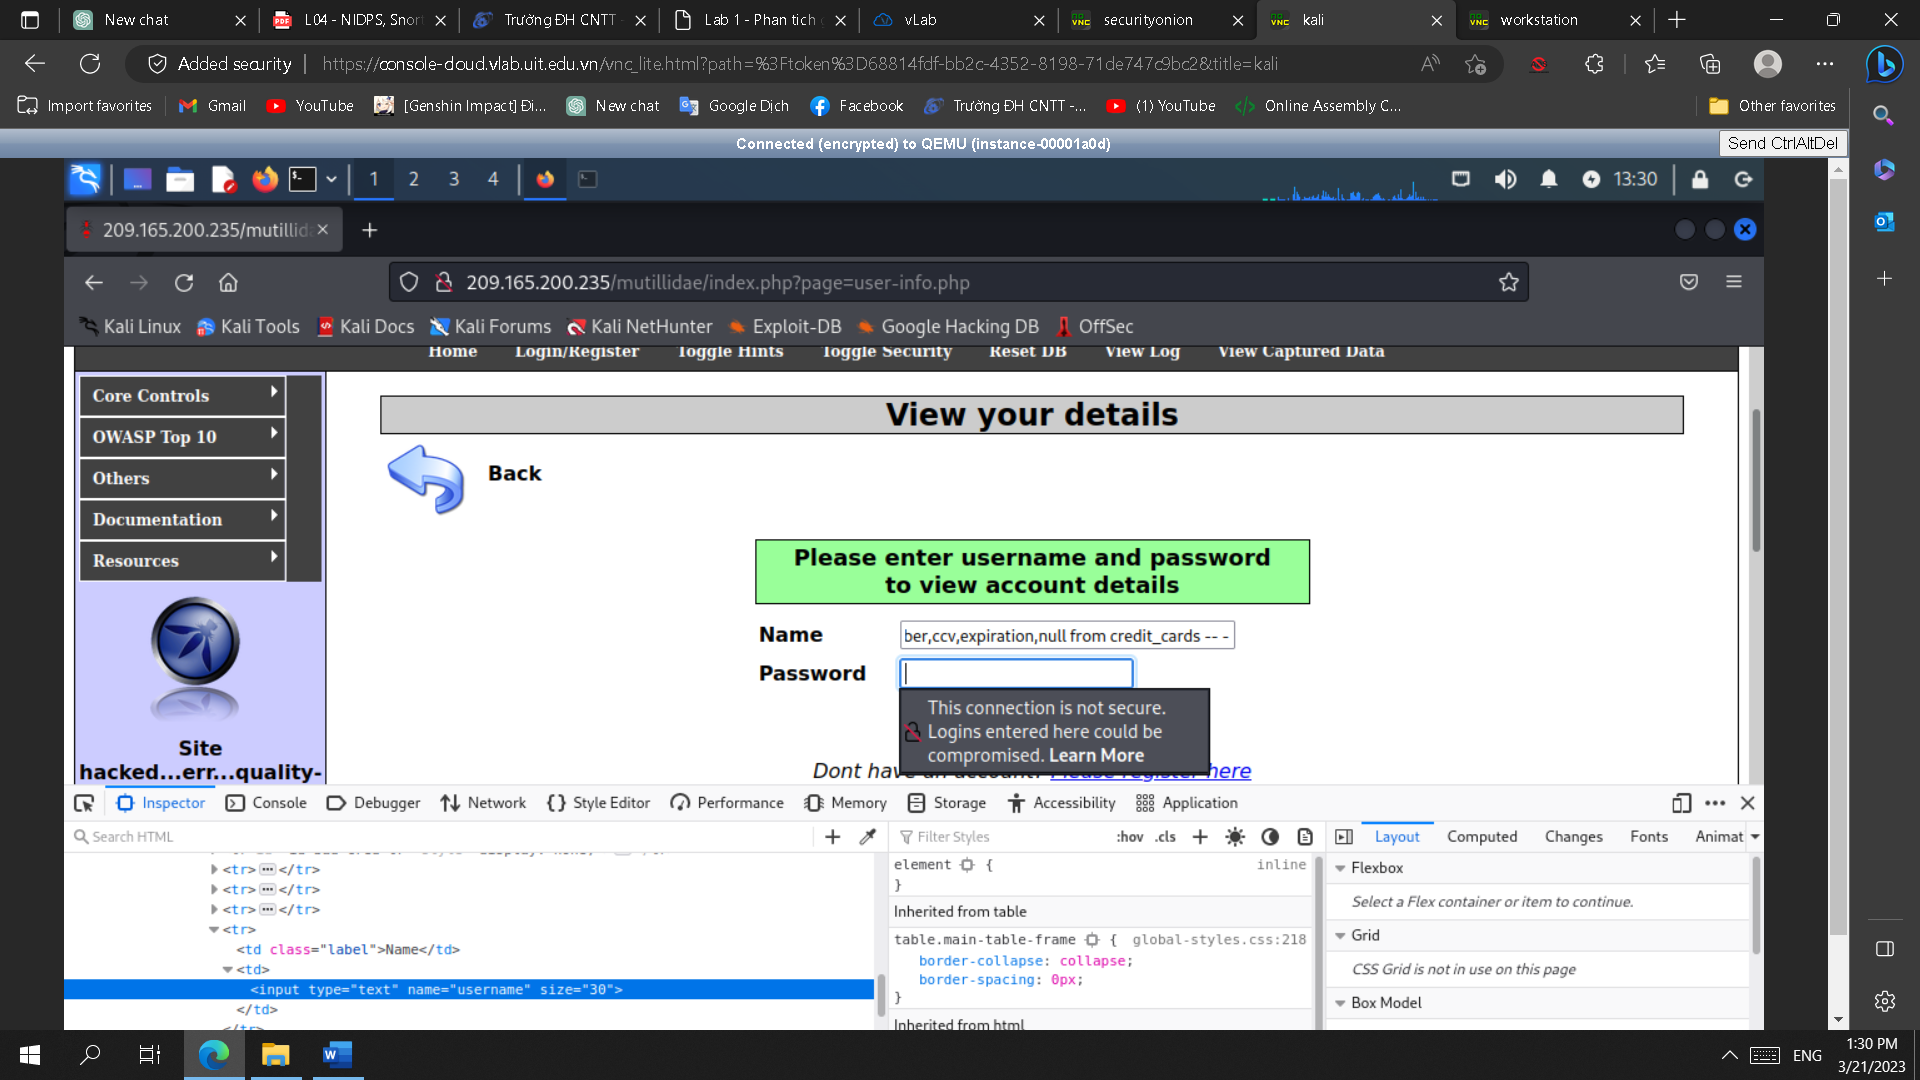 New chat
L04 - NIDPS, Snort
Trường ĐH CNTT -
Lab 1 - Phan tich
vLab
securityonion
kali
workstation
Added security
https://console-cloud.vlab.uit.edu.vn/vnc_lite.html?path=%3Ftoken%3D68814fdf-bb2c-4352-8198-71de747c9bc2&title=kali
Import favorites
Gmail
YouTube
[Genshin Impact] Đi...
New chat
Google Dịch
Facebook
Trường ĐH CNTT -...
(1) YouTube
Online Assembly C...
Other favorites
Connected (encrypted) to QEMU (instance-00001a0d)
Send CtrlAltDel
1 2 3 4
13:30
209.165.200.235/mutillid
209.165.200.235/mutillidae/index.php?page=user-info.php
Kali Linux
Kali Tools
Kali Docs
Kali Forums
Kali NetHunter
Exploit-DB
Google Hacking DB
OffSec
Home
Login/Register
Toggle Hints
Toggle Security
Reset DB
View Log
View Captured Data
Core Controls
OWASP Top 10
Others
Documentation
Resources
Site
hacked...err...quality-
View your details
Back
Please enter username and password
to view account details
Name
ber,ccv,expiration,null from credit_cards -- -
Password
This connection is not secure.
Logins entered here could be
compromised. Learn More
Dont have an account? Please register here
Inspector
Console
Debugger
Network
Style Editor
Performance
Memory
Storage
Accessibility
Application
Search HTML
<tr> ... </tr>
<tr> ... </tr>
<tr> ... </tr>
<tr>
<td class="label">Name</td>
<td>
<input type="text" name="username" size="30">
</td>
</tr>
Filter Styles
:hov .cls
element {
inline
}
Inherited from table
table.main-table-frame {
global-styles.css:218
border-collapse: collapse;
border-spacing: 0px;
}
Inherited from html
Layout
Computed
Changes
Fonts
Animat
Flexbox
Select a Flex container or item to continue.
Grid
CSS Grid is not in use on this page
Box Model
ENG
1:30 PM
3/21/2023